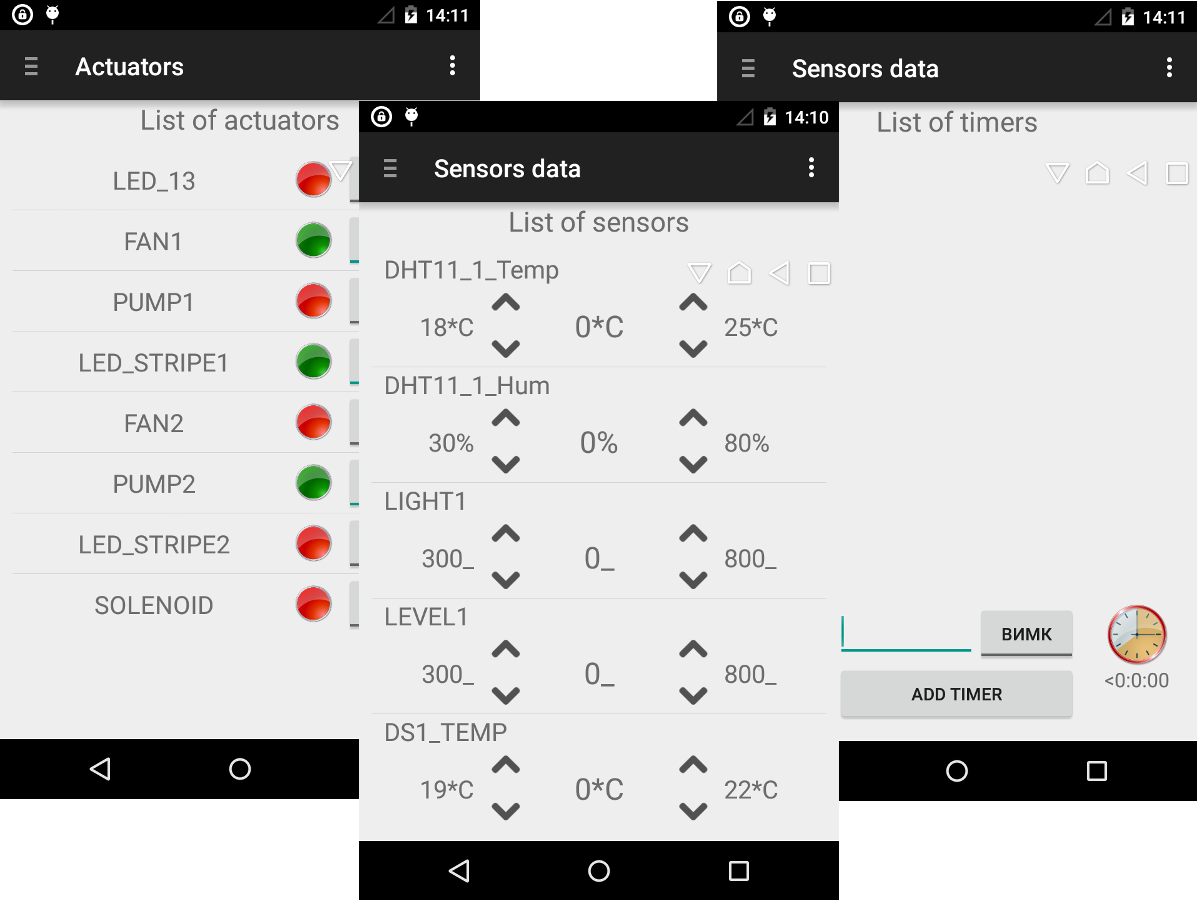 14:11
Actuators
List of actuators
LED_13
FAN1
PUMP1
LED_STRIPE1
FAN2
PUMP2
LED_STRIPE2
SOLENOID
14:10
Sensors data
List of sensors
DHT11_1_Temp
18*C 0*C 25*C
DHT11_1_Hum
30% 0% 80%
LIGHT1
300_ 0_ 800_
LEVEL1
300_ 0_ 800_
DS1_TEMP
19*C 0*C 22*C
14:11
Sensors data
List of timers
ВИМК
<0:0:00
ADD TIMER